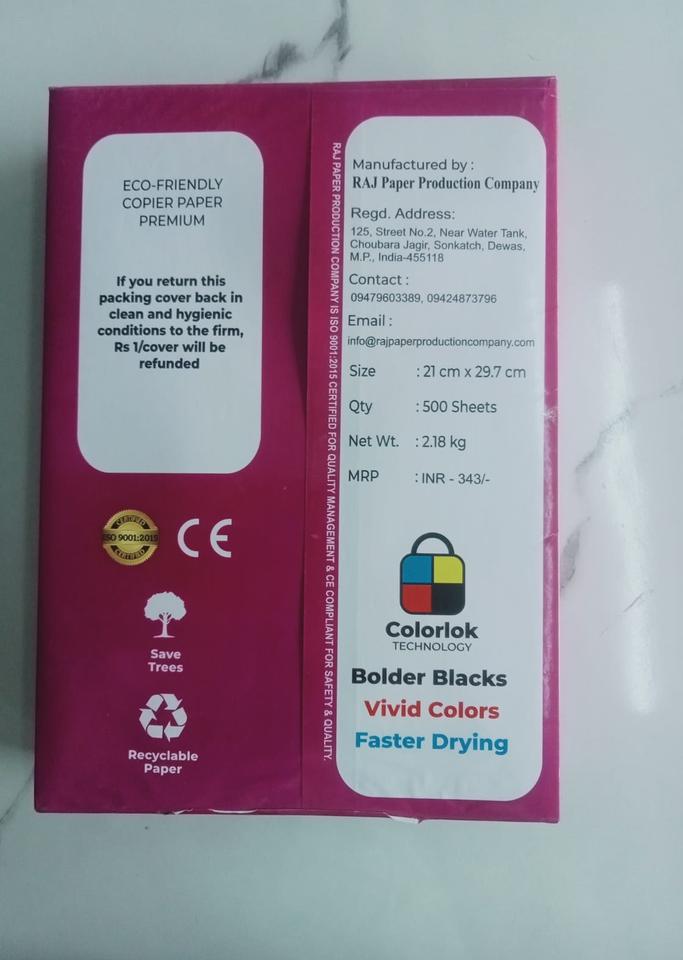 ECO-FRIENDLY
COPIER PAPER
PREMIUM
If you return this
packing cover back in
clean and hygienic
conditions to the firm,
Rs 1/cover will be
refunded
CERTIFIED
ISO 9001:2015
CERTIFIED
CE
Save
Trees
Recyclable
Paper
RAJ PAPER PRODUCTION COMPANY IS ISO 9001:2015 CERTIFIED FOR QUALITY MANAGEMENT & CE COMPLIANT FOR SAFETY & QUALITY.
Manufactured by :
RAJ Paper Production Company
Regd. Address:
125, Street No.2, Near Water Tank,
Choubara Jagir, Sonkatch, Dewas,
M.P., India-455118
Contact :
09479603389, 09424873796
Email :
info@rajpaperproductioncompany.com
Size : 21 cm x 29.7 cm
Qty : 500 Sheets
Net Wt. : 2.18 kg
MRP : INR - 343/-
Colorlok
TECHNOLOGY
Bolder Blacks
Vivid Colors
Faster Drying